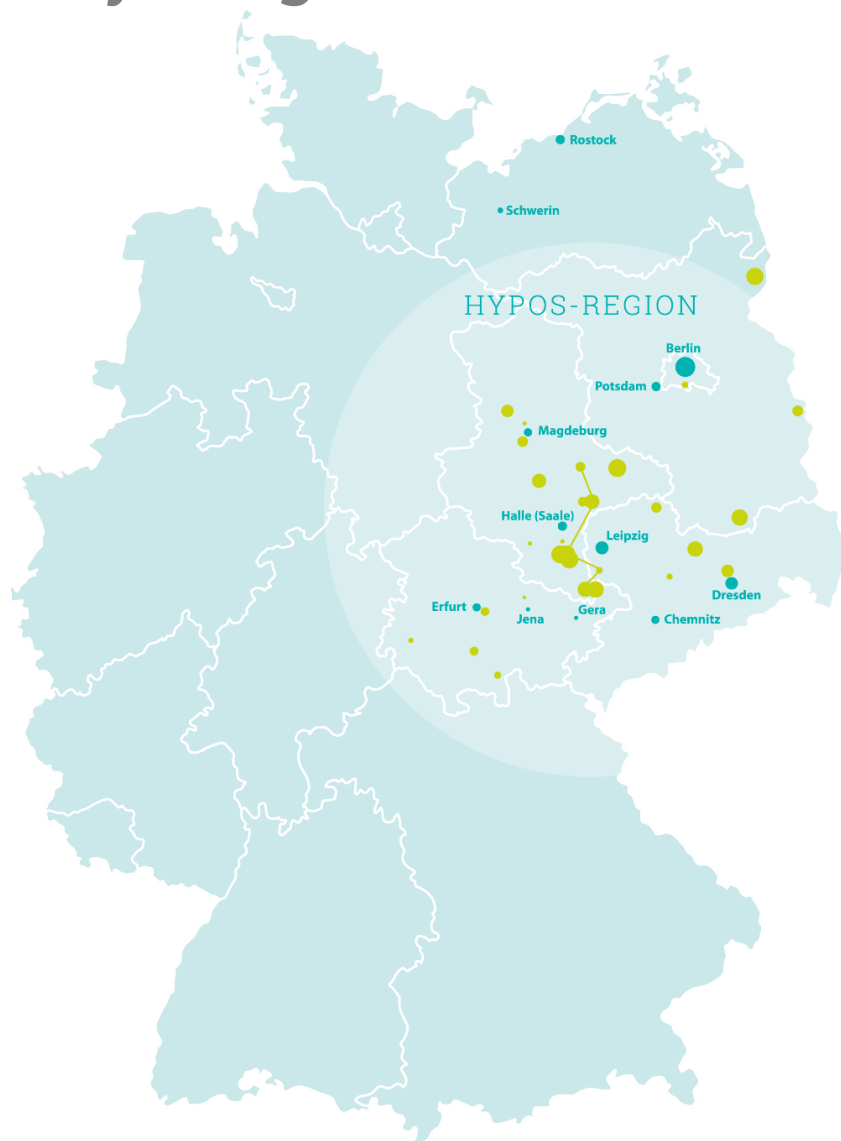 Rostock
Schwerin
HYPOS-REGION
Berlin
Potsdam
Magdeburg
Halle (Saale)
Leipzig
Dresden
Erfurt
Jena
Gera
Chemnitz